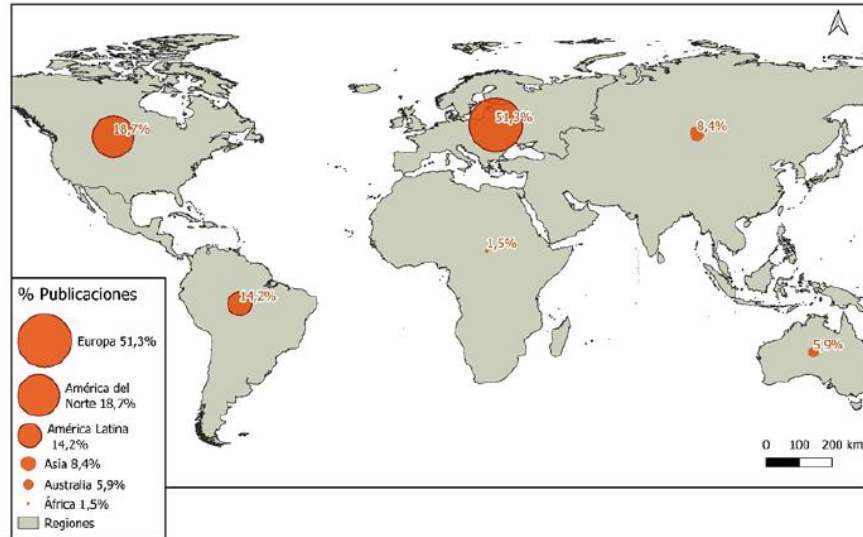 18,7%
51,3%
8,4%
1,5%
14,2%
5,9%
% Publicaciones
Europa 51,3%
América del
Norte 18,7%
América Latina
14,2%
Asia 8,4%
Australia 5,9%
África 1,5%
Regiones
0 100 200 km